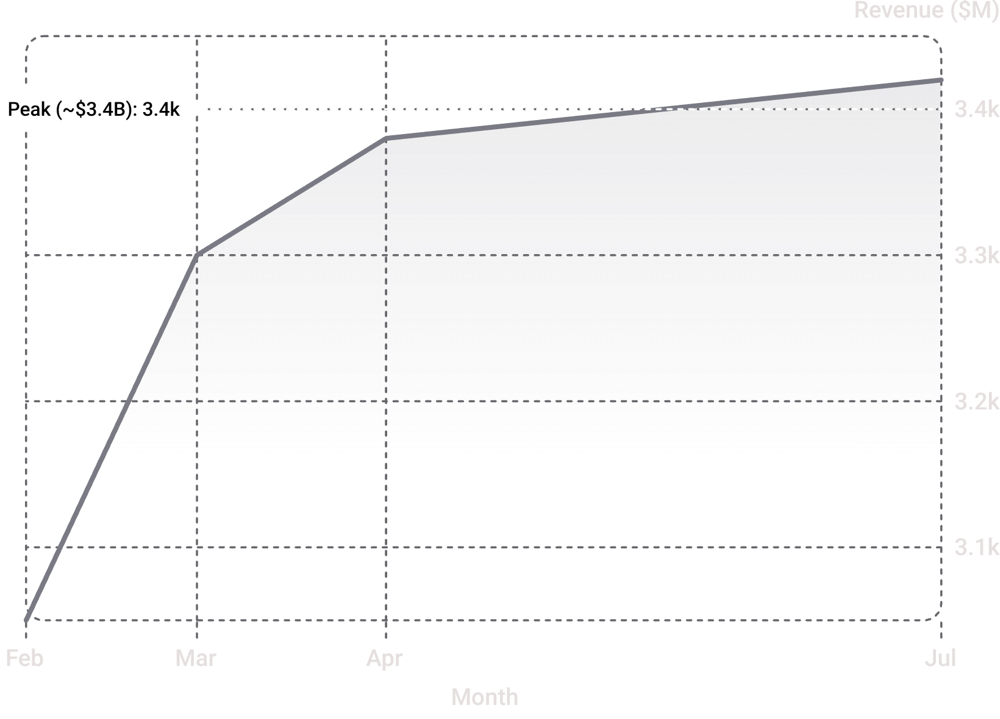 Revenue ($M)
Peak (~$3.4B): 3.4k
3.4k
3.3k
3.2k
3.1k
Feb Mar Apr Jul
Month